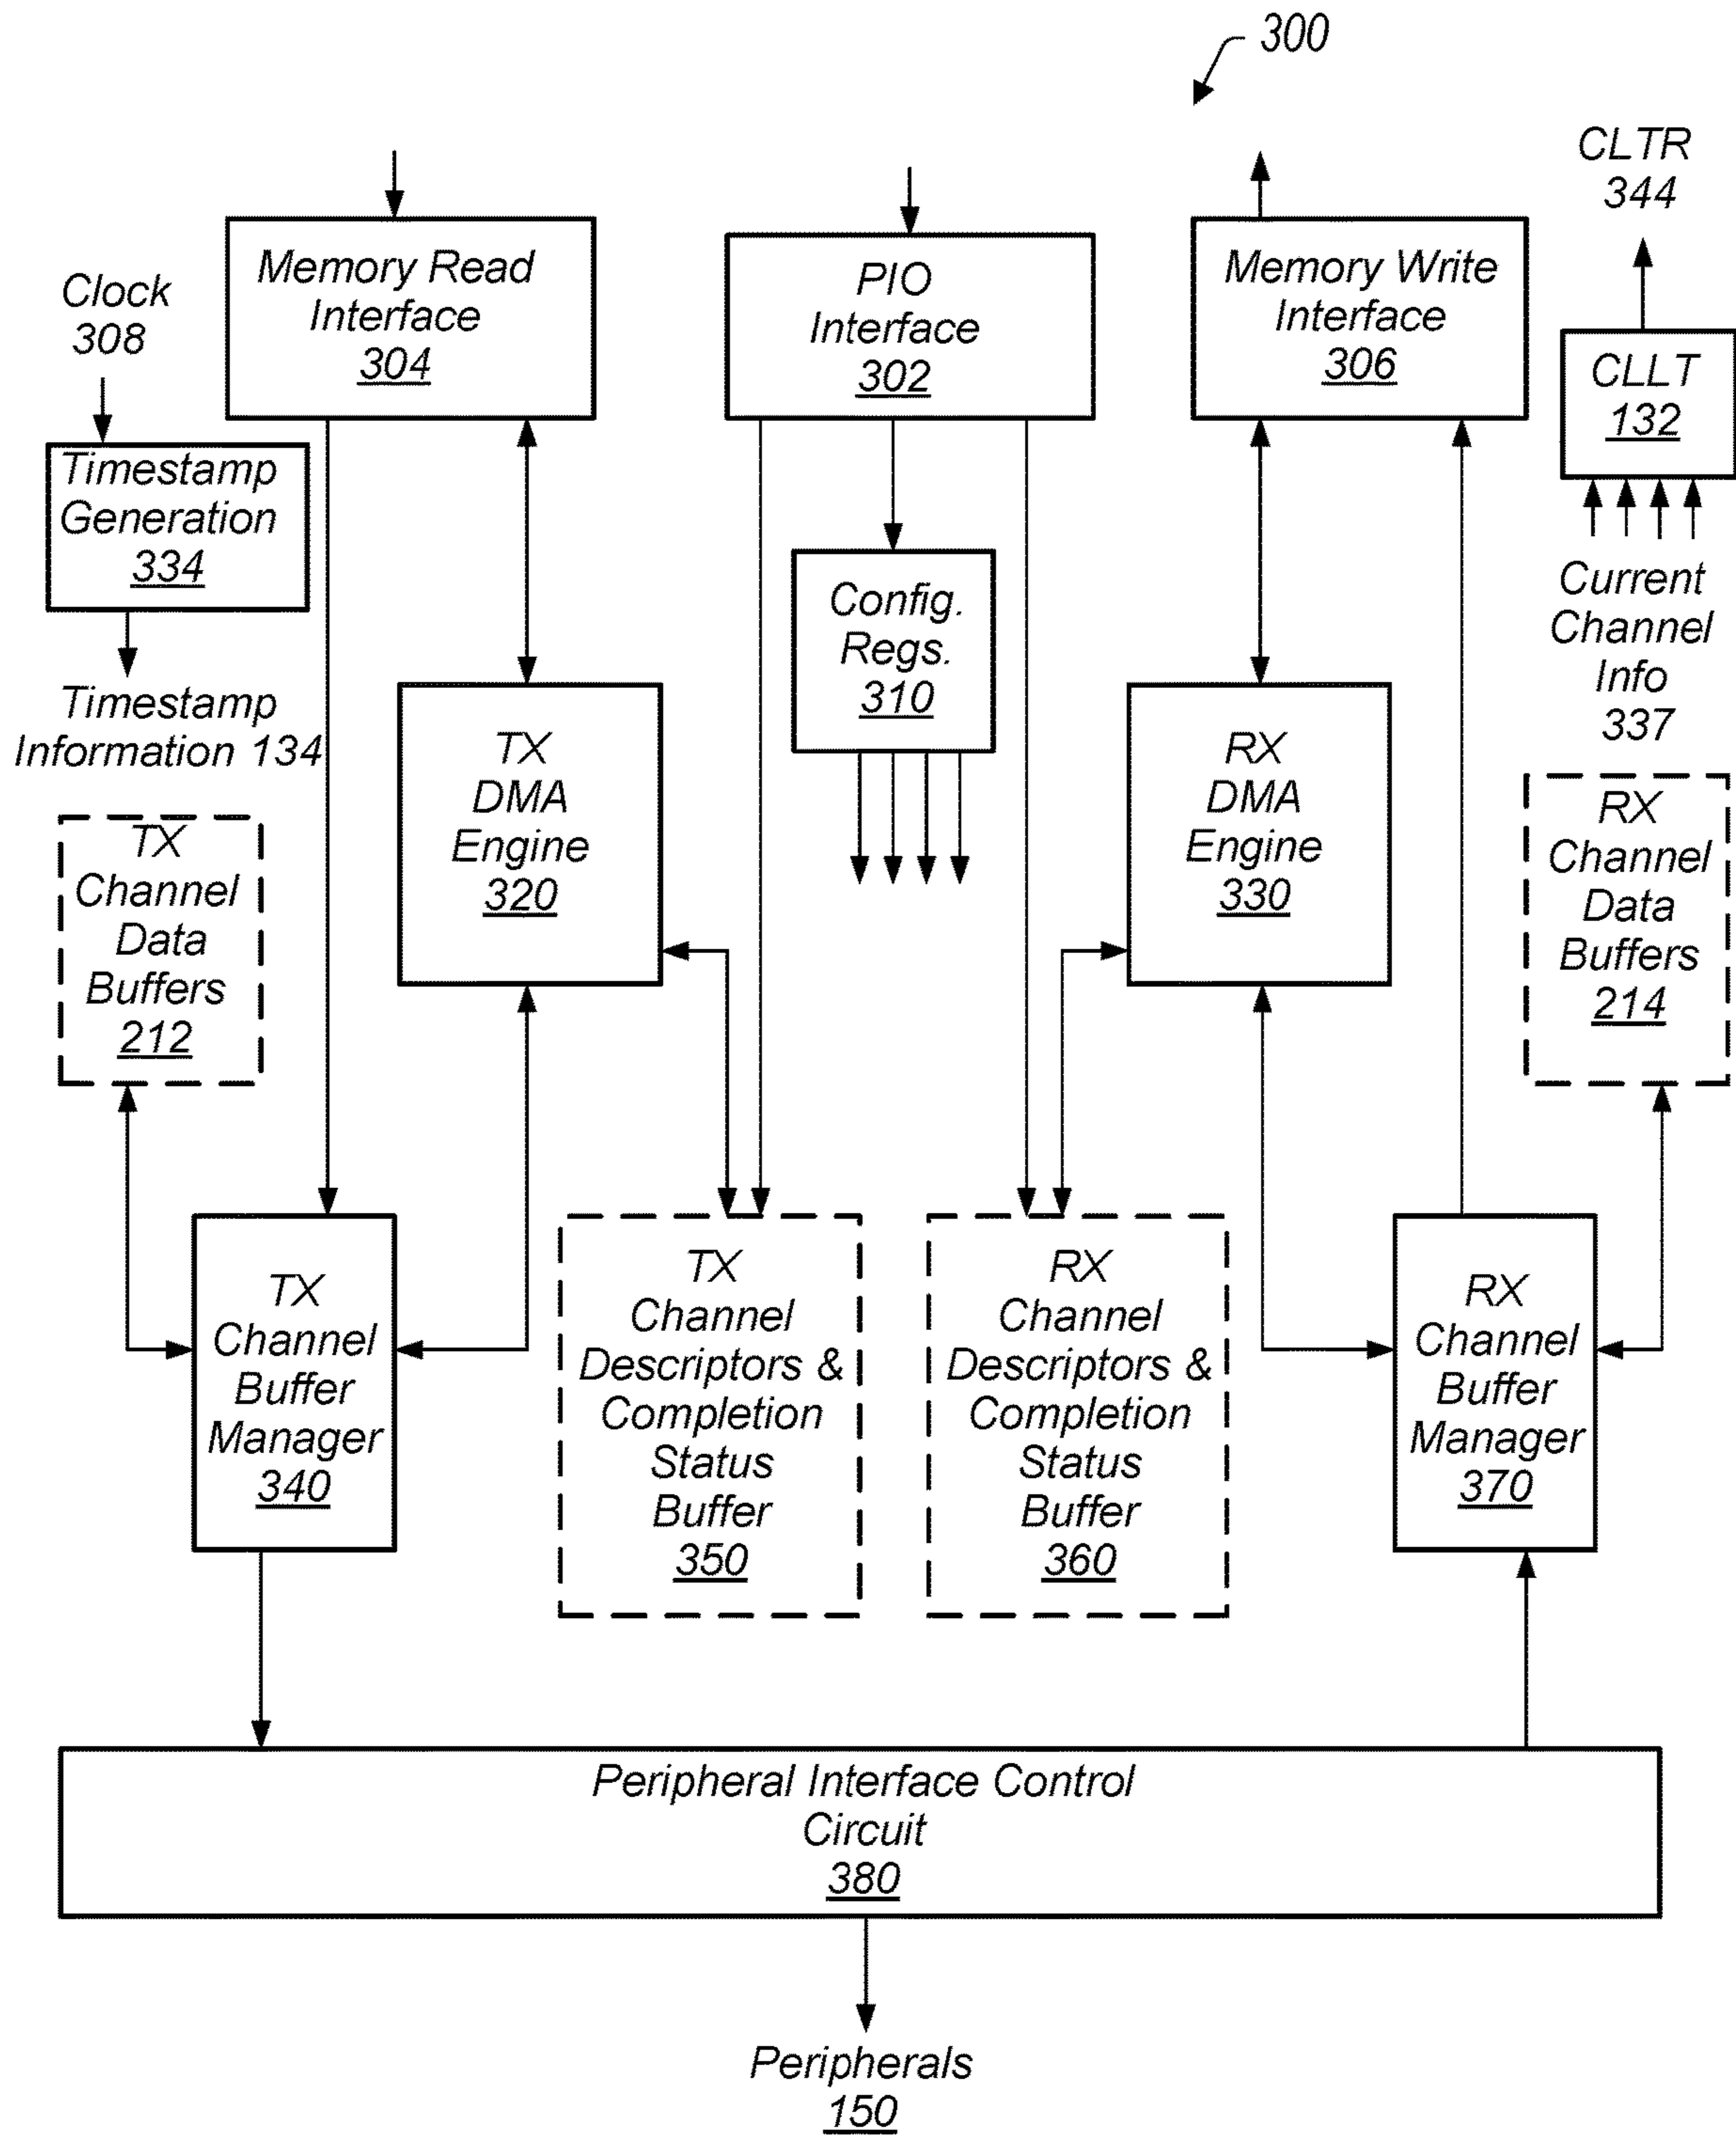 300
CLTR
344
Memory Read
Interface
304
PIO
Interface
302
Memory Write
Interface
306
Clock
308
CLLT
132
Timestamp
Generation
334
Config.
Regs.
310
Current
Channel
Info
337
Timestamp
Information 134
TX
DMA
Engine
320
RX
DMA
Engine
330
TX
Channel
Data
Buffers
212
RX
Channel
Data
Buffers
214
TX
Channel
Buffer
Manager
340
TX
Channel
Descriptors &
Completion
Status
Buffer
350
RX
Channel
Descriptors &
Completion
Status
Buffer
360
RX
Channel
Buffer
Manager
370
Peripheral Interface Control
Circuit
380
Peripherals
150